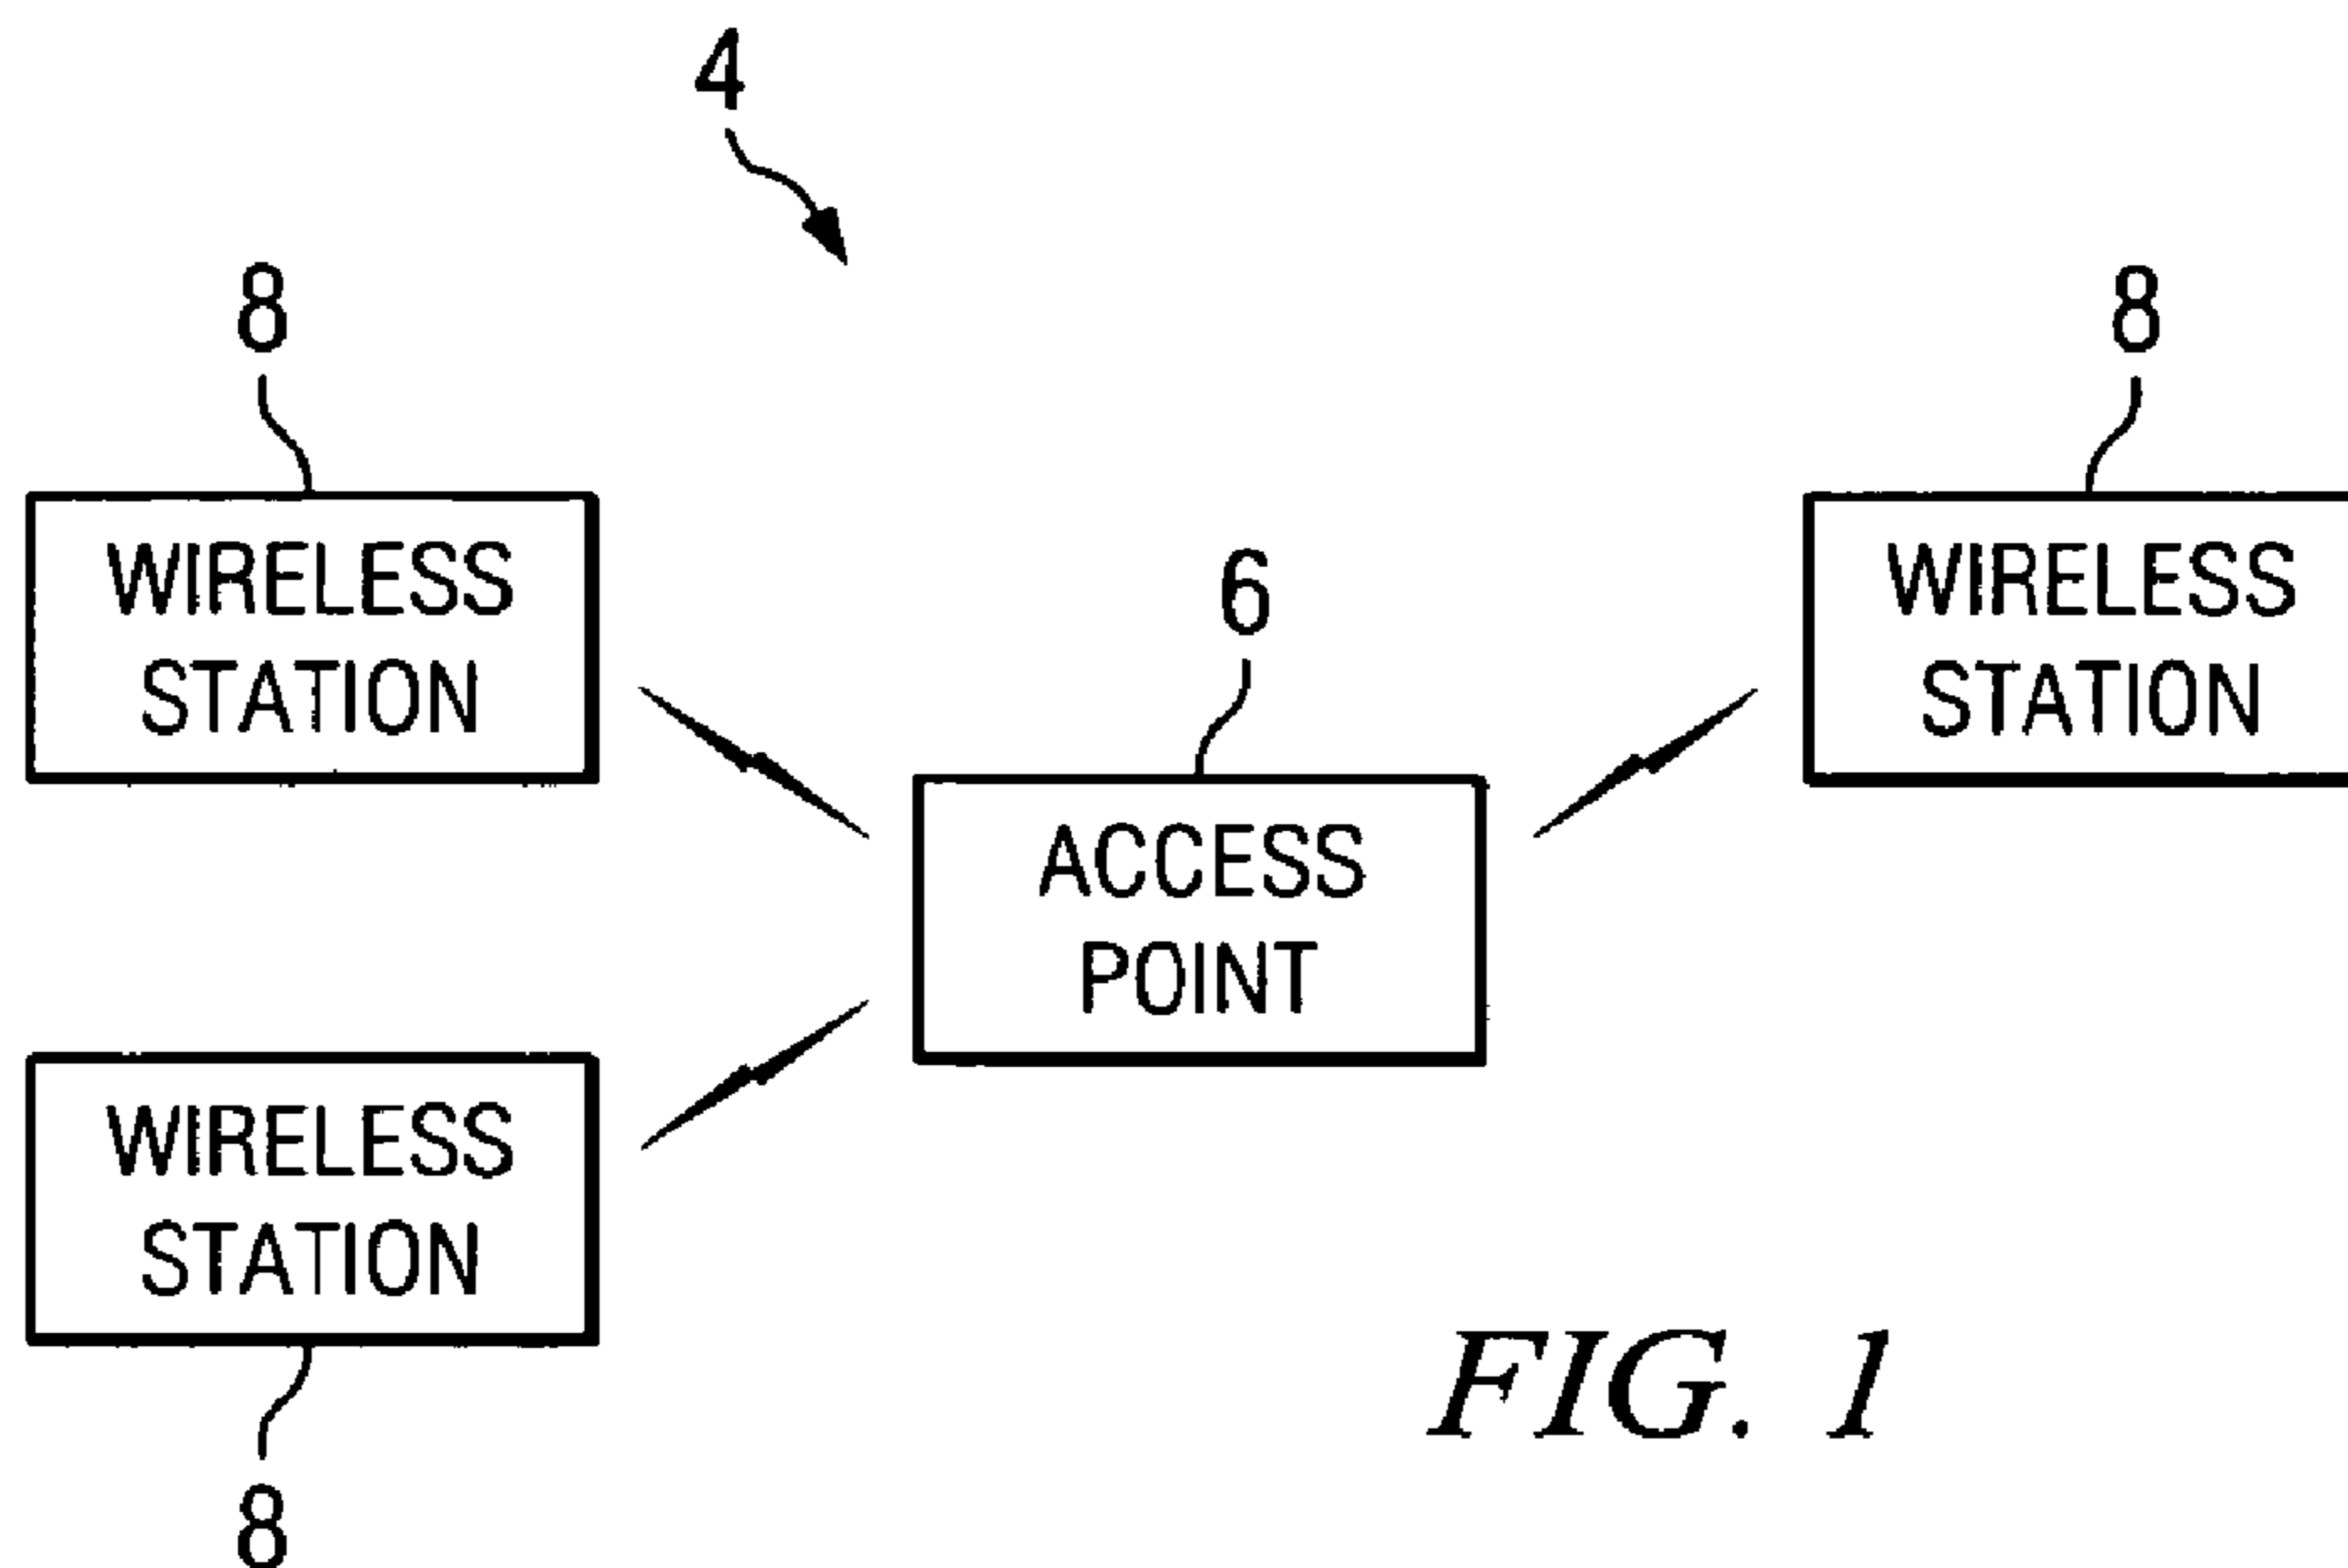 4
8
8
WIRELESS
STATION
WIRELESS
STATION
6
ACCESS
POINT
WIRELESS
STATION
8
FIG. 1